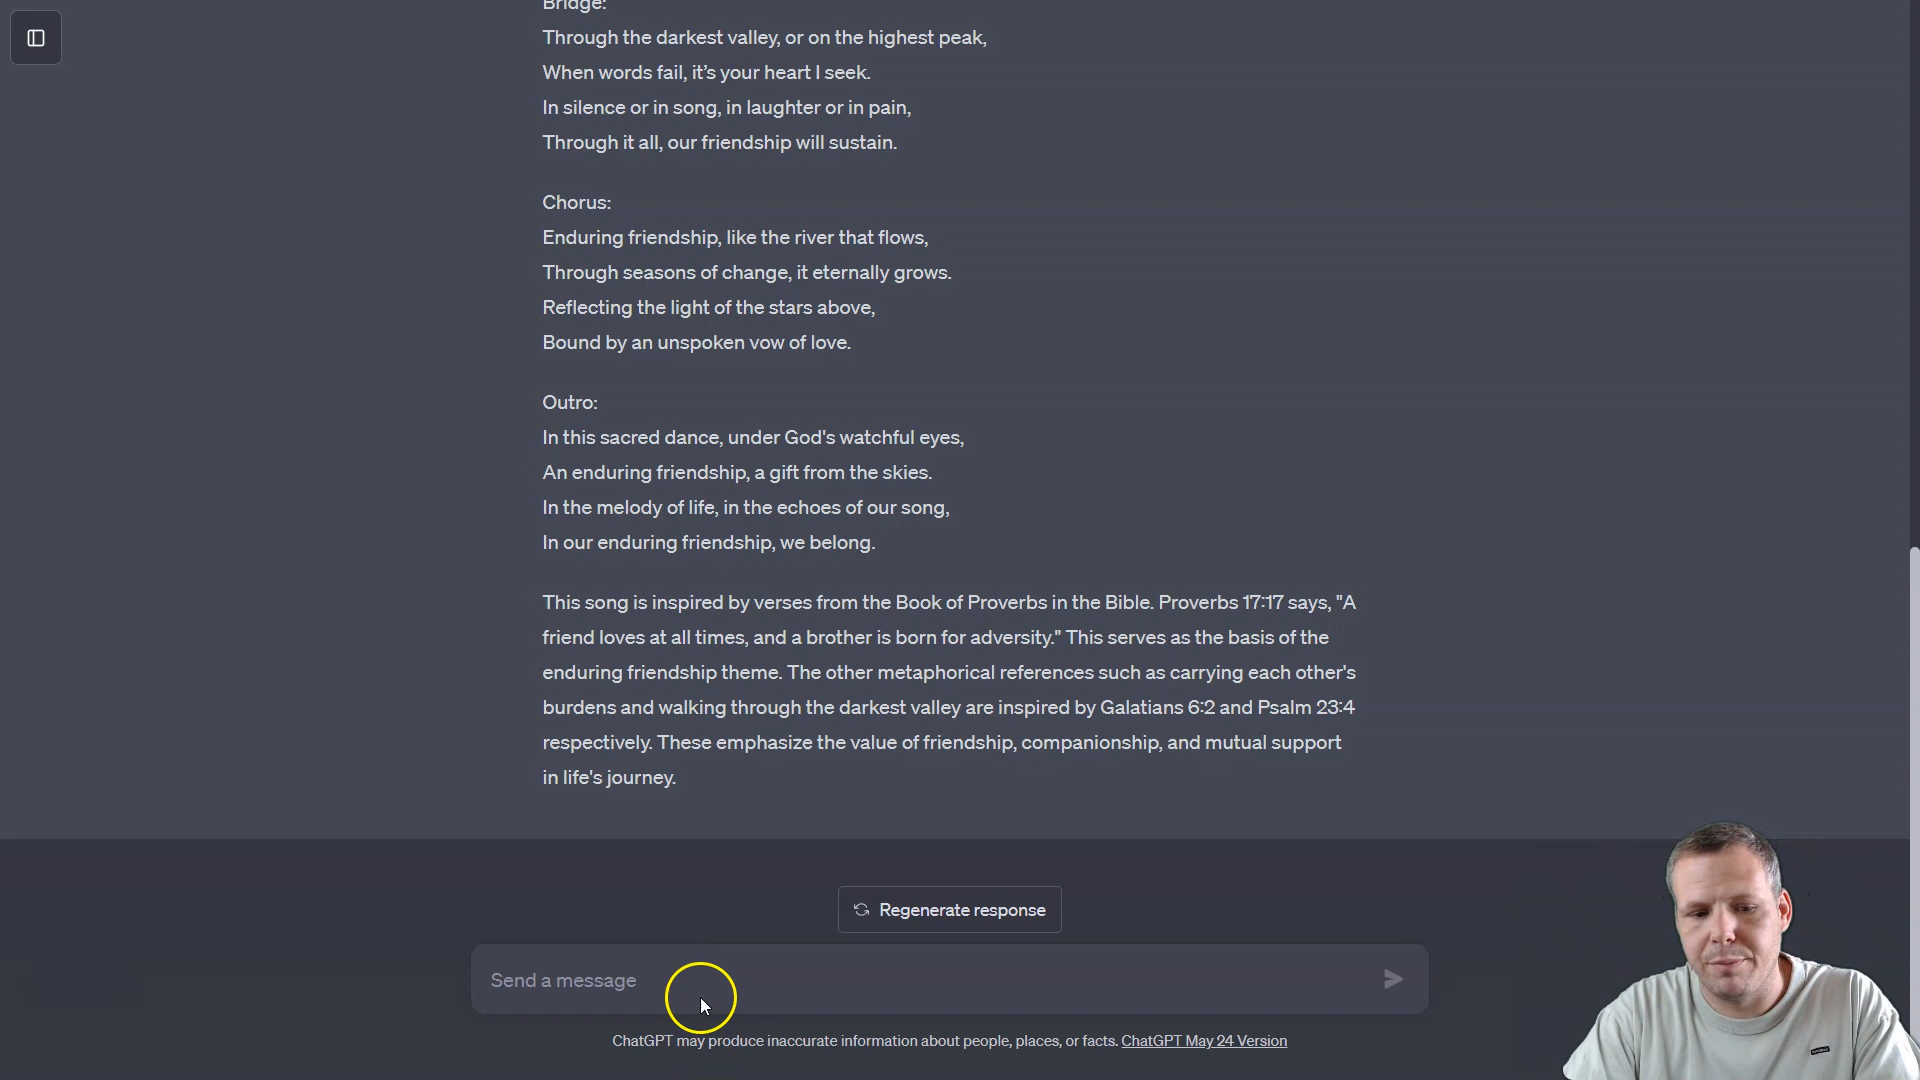 Bridge:
Through the darkest valley, or on the highest peak,
When words fail, it’s your heart I seek.
In silence or in song, in laughter or in pain,
Through it all, our friendship will sustain.
Chorus:
Enduring friendship, like the river that flows,
Through seasons of change, it eternally grows.
Reflecting the light of the stars above,
Bound by an unspoken vow of love.
Outro:
In this sacred dance, under God's watchful eyes,
An enduring friendship, a gift from the skies.
In the melody of life, in the echoes of our song,
In our enduring friendship, we belong.
This song is inspired by verses from the Book of Proverbs in the Bible. Proverbs 17:17 says, "A
friend loves at all times, and a brother is born for adversity." This serves as the basis of the
enduring friendship theme. The other metaphorical references such as carrying each other's
burdens and walking through the darkest valley are inspired by Galatians 6:2 and Psalm 23:4
respectively. These emphasize the value of friendship, companionship, and mutual support
in life's journey.
Regenerate response
Send a message
ChatGPT may produce inaccurate information about people, places, or facts. ChatGPT May 24 Version